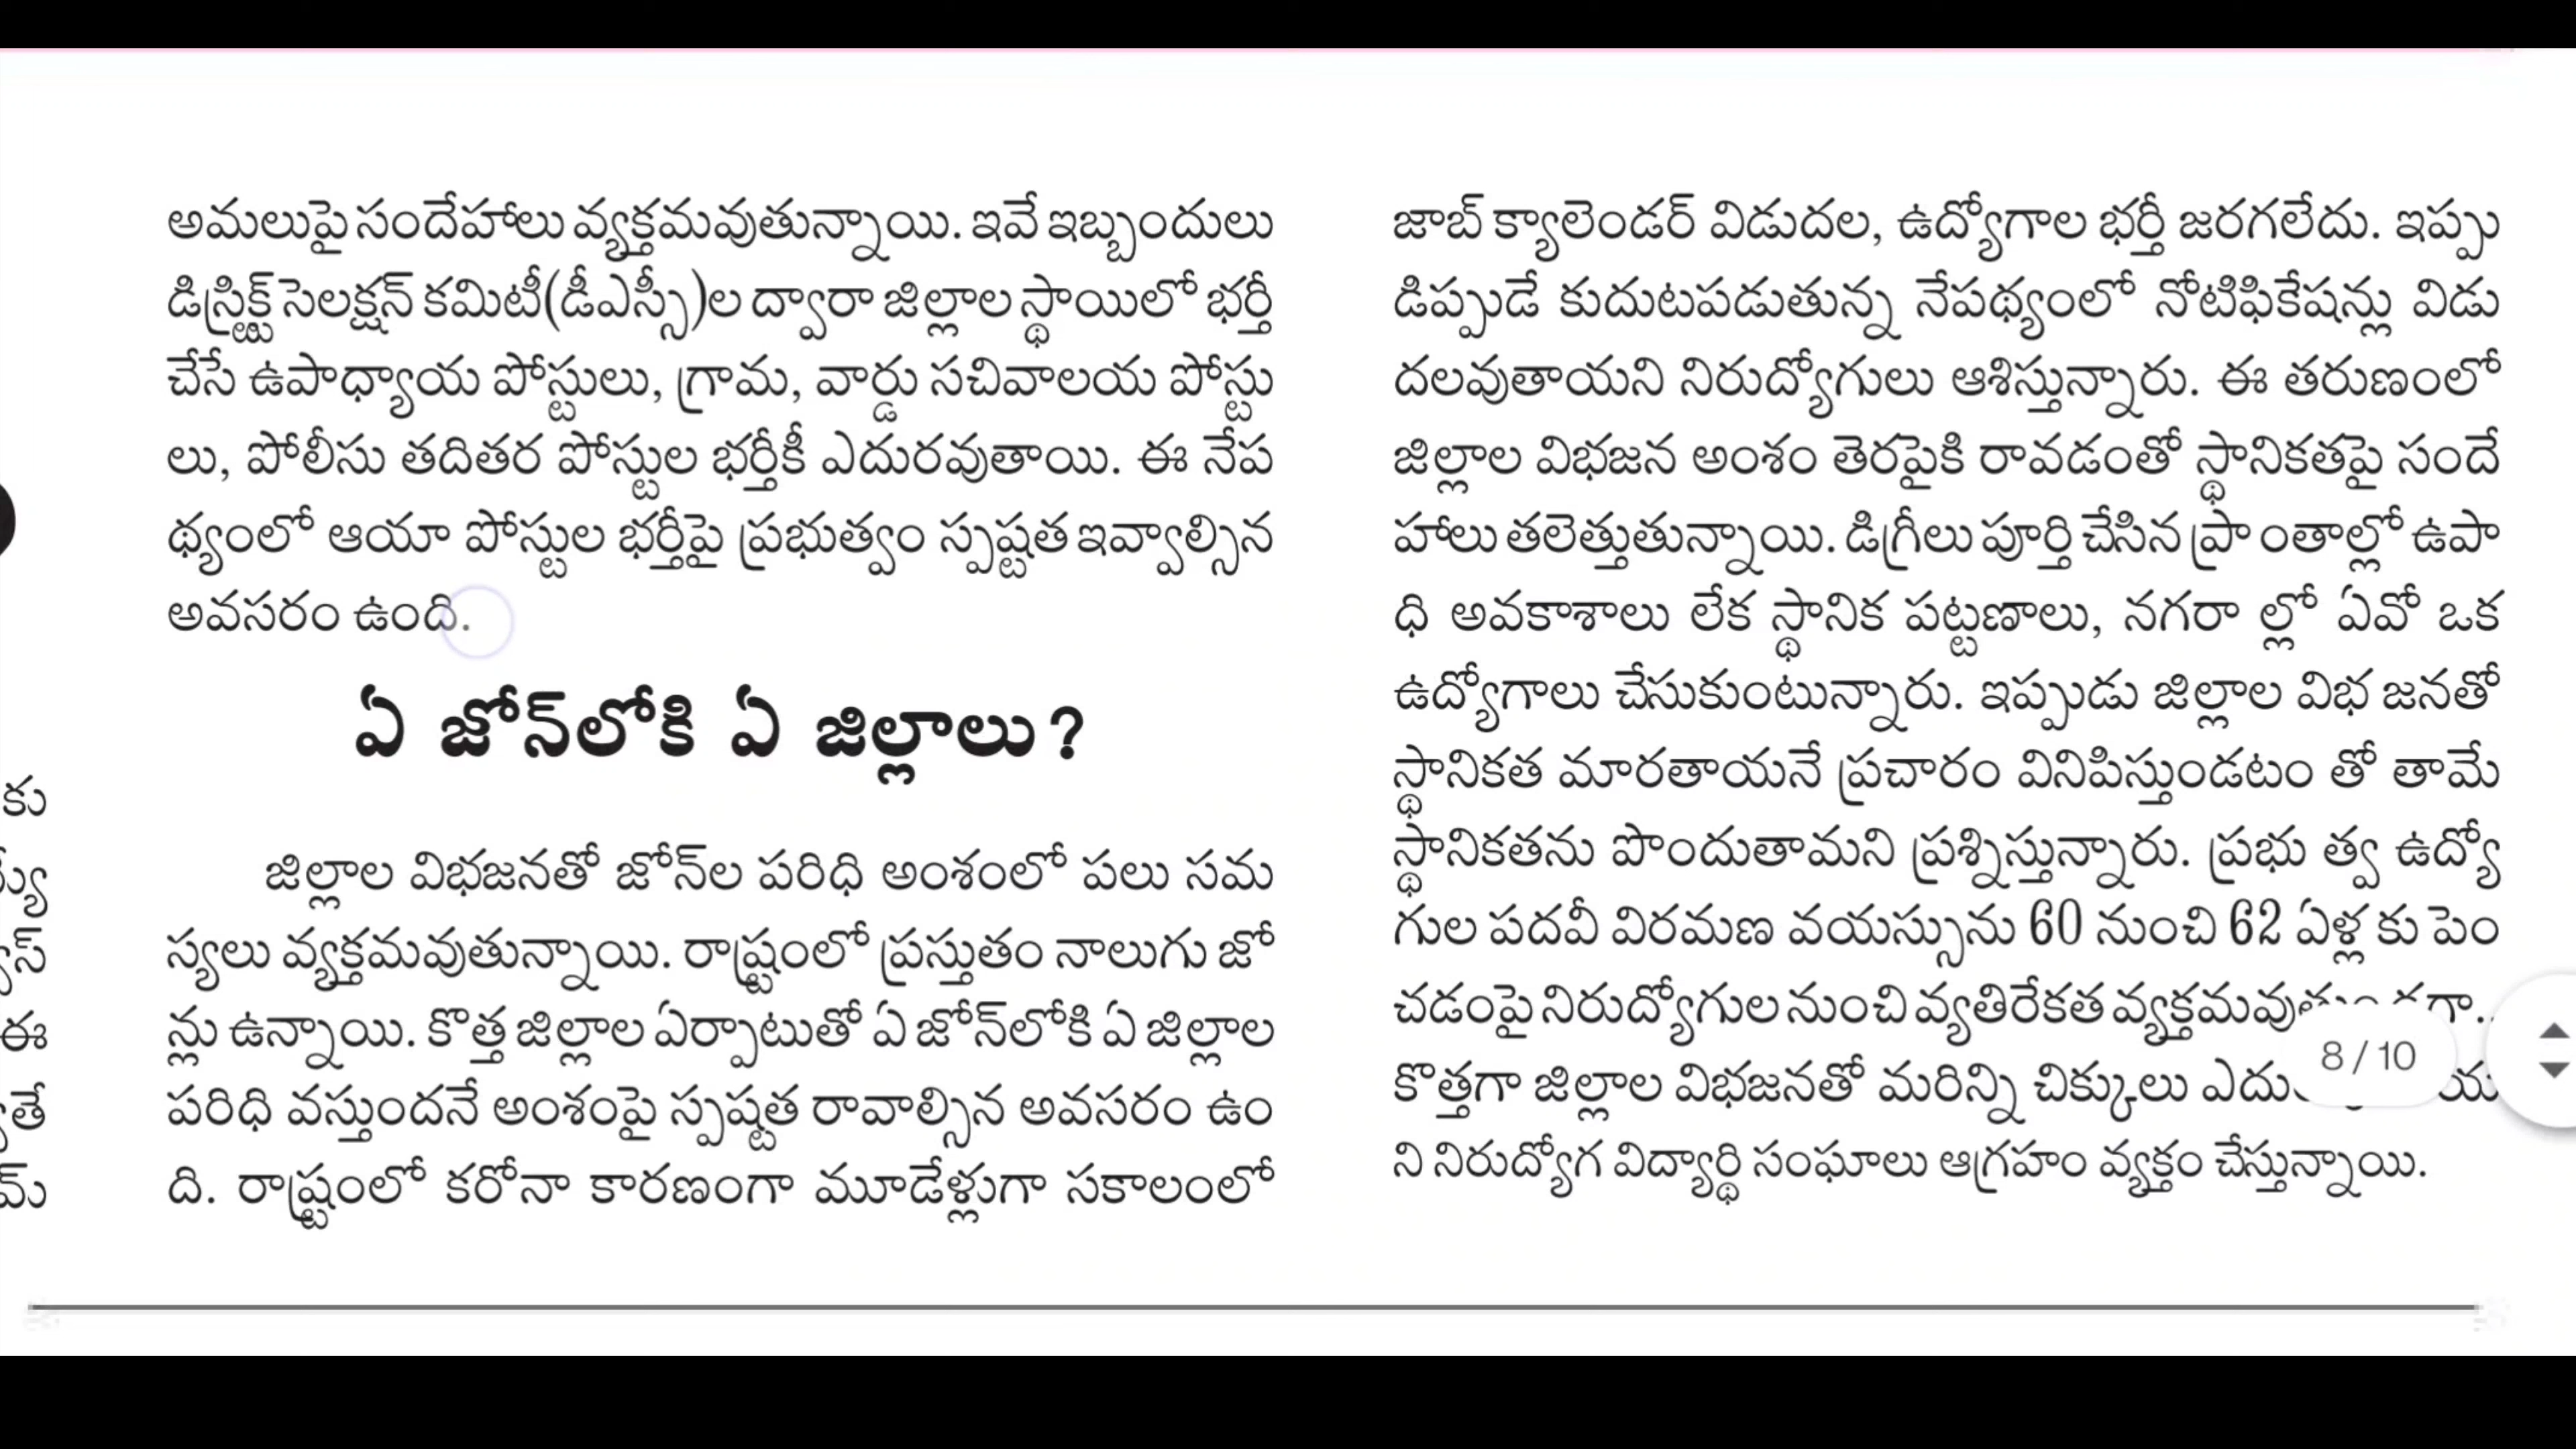 అమలుపై సందేహాలు వ్యక్తమవుతున్నాయి. ఇవే ఇబ్బందులు
డిస్ట్రిక్ట్ సెలక్షన్ కమిటీ(డీఎస్సీ)ల ద్వారా జిల్లాల స్థాయిలో భర్తీ
చేసే ఉపాధ్యాయ పోస్టులు, గ్రామ, వార్డు సచివాలయ పోస్టు
లు, పోలీసు తదితర పోస్టుల భర్తీకీ ఎదురవుతాయి. ఈ నేప
థ్యంలో ఆయా పోస్టుల భర్తీపై ప్రభుత్వం స్పష్టత ఇవ్వాల్సిన
అవసరం ఉంది.
ఏ జోన్‌లోకి ఏ జిల్లాలు?
జిల్లాల విభజనతో జోన్‌ల పరిధి అంశంలో పలు సమ
స్యలు వ్యక్తమవుతున్నాయి. రాష్ట్రంలో ప్రస్తుతం నాలుగు జో
న్లు ఉన్నాయి. కొత్త జిల్లాల ఏర్పాటుతో ఏ జోన్‌లోకి ఏ జిల్లాల
పరిధి వస్తుందనే అంశంపై స్పష్టత రావాల్సిన అవసరం ఉం
ది. రాష్ట్రంలో కరోనా కారణంగా మూడేళ్లుగా సకాలంలో
జాబ్ క్యాలెండర్ విడుదల, ఉద్యోగాల భర్తీ జరగలేదు. ఇప్పు
డిప్పుడే కుదుటపడుతున్న నేపథ్యంలో నోటిఫికేషన్లు విడు
దలవుతాయని నిరుద్యోగులు ఆశిస్తున్నారు. ఈ తరుణంలో
జిల్లాల విభజన అంశం తెరపైకి రావడంతో స్థానికతపై సందే
హాలు తలెత్తుతున్నాయి. డిగ్రీలు పూర్తి చేసిన ప్రాంతాల్లో ఉపా
ధి అవకాశాలు లేక స్థానిక పట్టణాలు, నగరా ల్లో ఏవో ఒక
ఉద్యోగాలు చేసుకుంటున్నారు. ఇప్పుడు జిల్లాల విభ జనతో
స్థానికత మారతాయనే ప్రచారం వినిపిస్తుండటం తో తామే
స్థానికతను పొందుతామని ప్రశ్నిస్తున్నారు. ప్రభు త్వ ఉద్యో
గుల పదవీ విరమణ వయస్సును 60 నుంచి 62 ఏళ్ల కు పెం
చడంపై నిరుద్యోగుల నుంచి వ్యతిరేకత
కొత్తగా జిల్లాల విభజనతో మరిన్ని చిక్కులు
ని నిరుద్యోగ విద్యార్థి సంఘాలు ఆగ్రహం వ్యక్తం చేస్తున్నాయి.
8 / 10